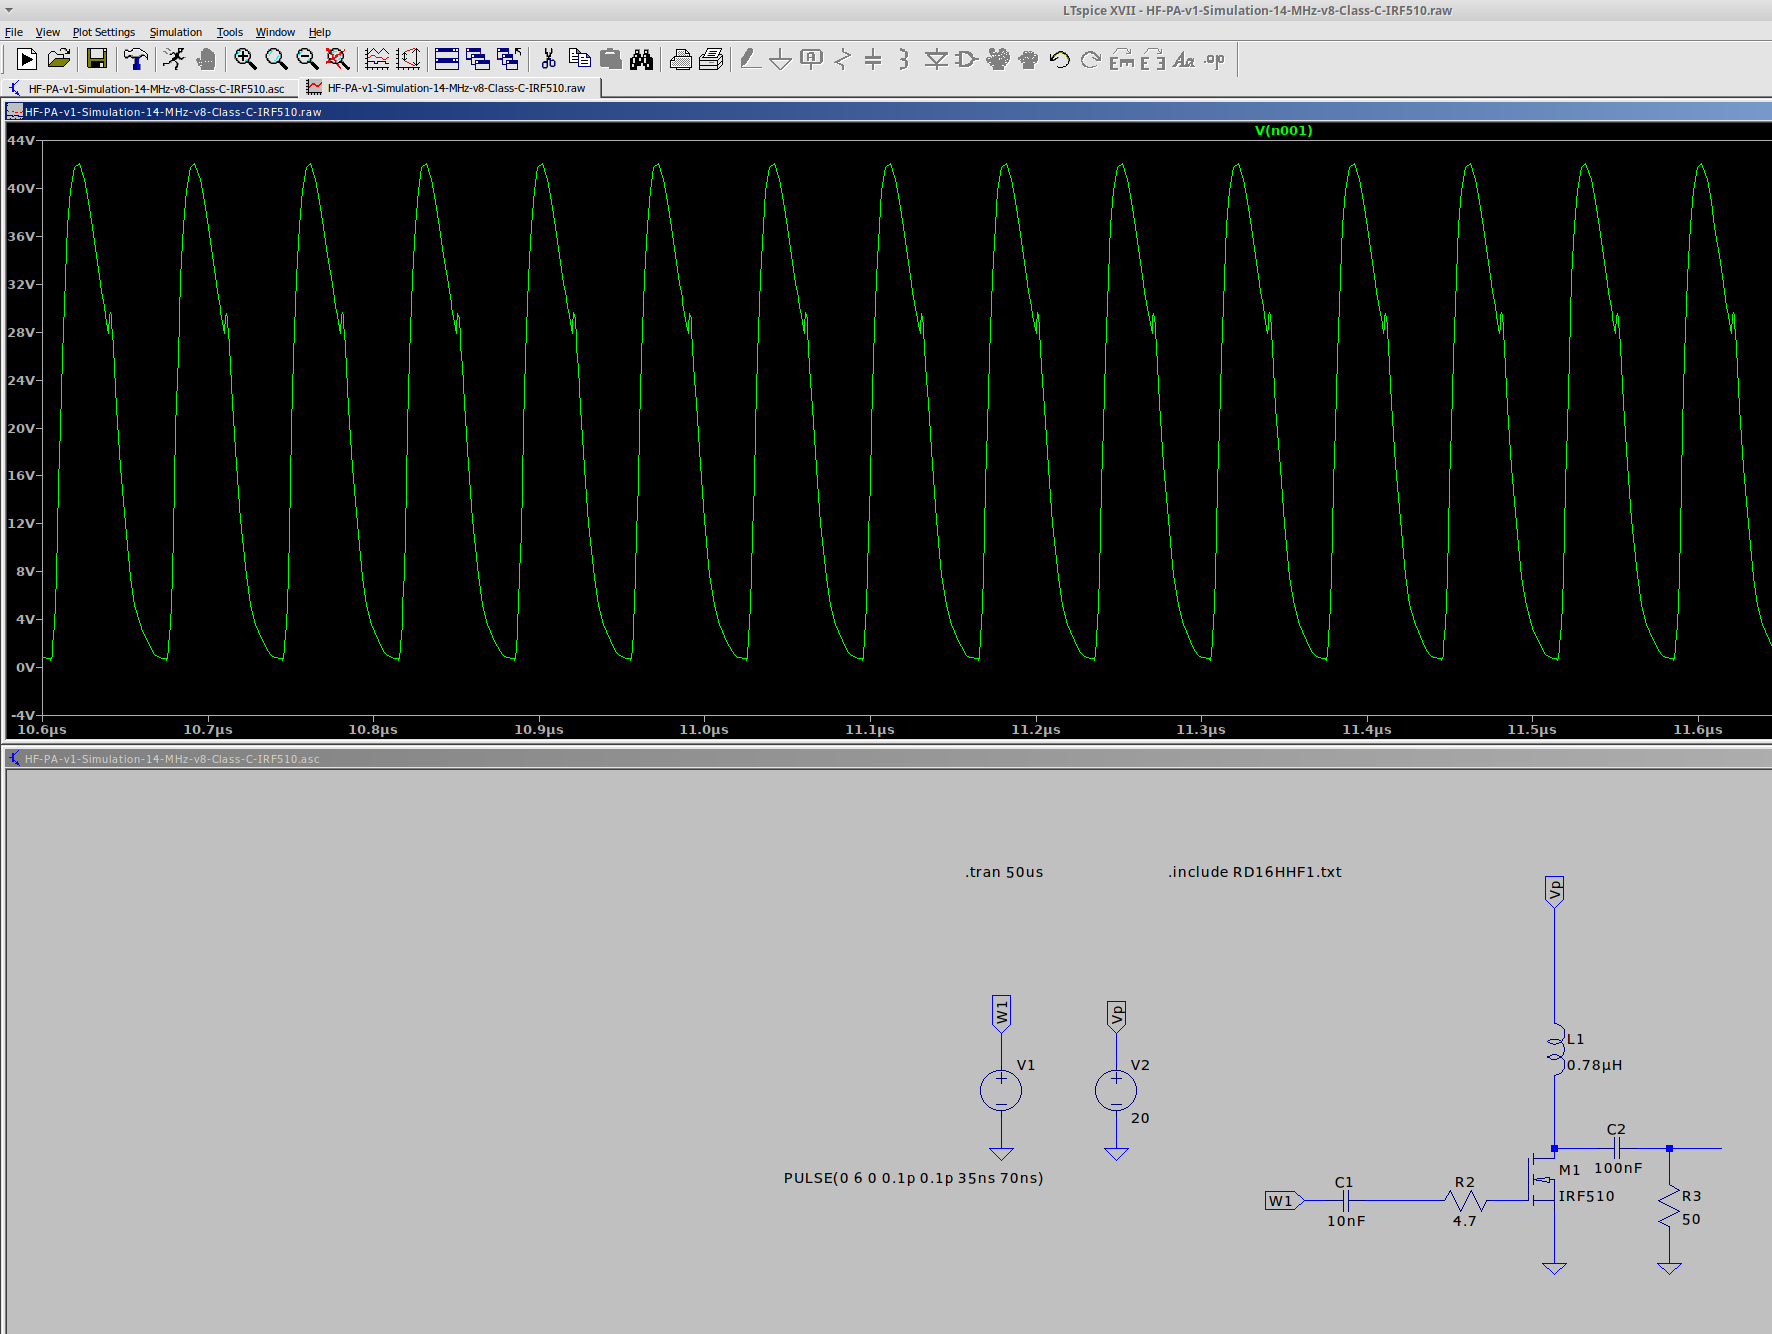 LTspice XVII - HF-PA-v1-Simulation-14-MHz-v8-Class-C-IRF510.raw
File View Plot Settings Simulation Tools Window Help
.op
HF-PA-v1-Simulation-14-MHz-v8-Class-C-IRF510.asc HF-PA-v1-Simulation-14-MHz-v8-Class-C-IRF510.raw
HF-PA-v1-Simulation-14-MHz-v8-Class-C-IRF510.raw
V(n001)
44V
40V
36V
32V
28V
24V
20V
16V
12V
8V
4V
0V
-4V
10.6µs 10.7µs 10.8µs 10.9µs 11.0µs 11.1µs 11.2µs 11.3µs 11.4µs 11.5µs 11.6µs
HF-PA-v1-Simulation-14-MHz-v8-Class-C-IRF510.asc
.tran 50us .include RD16HHF1.txt
Vp
W1
Vp
L1
0.78µH
V1
V2
20
C2
100nF
M1
IRF510
PULSE(0 6 0 0.1p 0.1p 35ns 70ns)
W1
C1
10nF
R2
4.7
R3
50